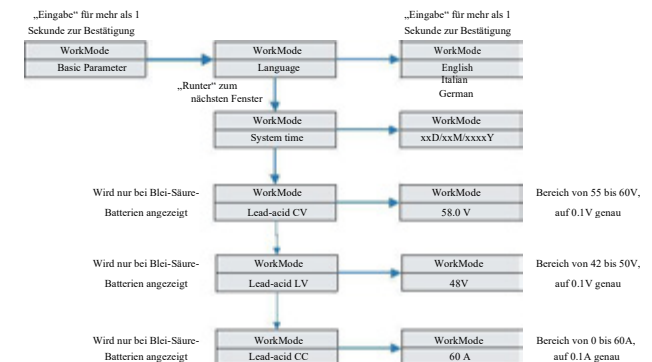 „Eingabe“ für mehr als 1
Sekunde zur Bestätigung
„Eingabe“ für mehr als 1
Sekunde zur Bestätigung
WorkMode
Basic Parameter
WorkMode
Language
WorkMode
English
Italian
German
„Runter“ zum
nächsten Fenster
WorkMode
System time
WorkMode
xxD/xxM/xxxxY
Wird nur bei Blei-Säure-
Batterien angezeigt
WorkMode
Lead-acid CV
WorkMode
58.0 V
Bereich von 55 bis 60V,
auf 0.1V genau
Wird nur bei Blei-Säure-
Batterien angezeigt
WorkMode
Lead-acid LV
WorkMode
48V
Bereich von 42 bis 50V,
auf 0.1V genau
Wird nur bei Blei-Säure-
Batterien angezeigt
WorkMode
Lead-acid CC
WorkMode
60 A
Bereich von 0 bis 60A,
auf 0.1A genau